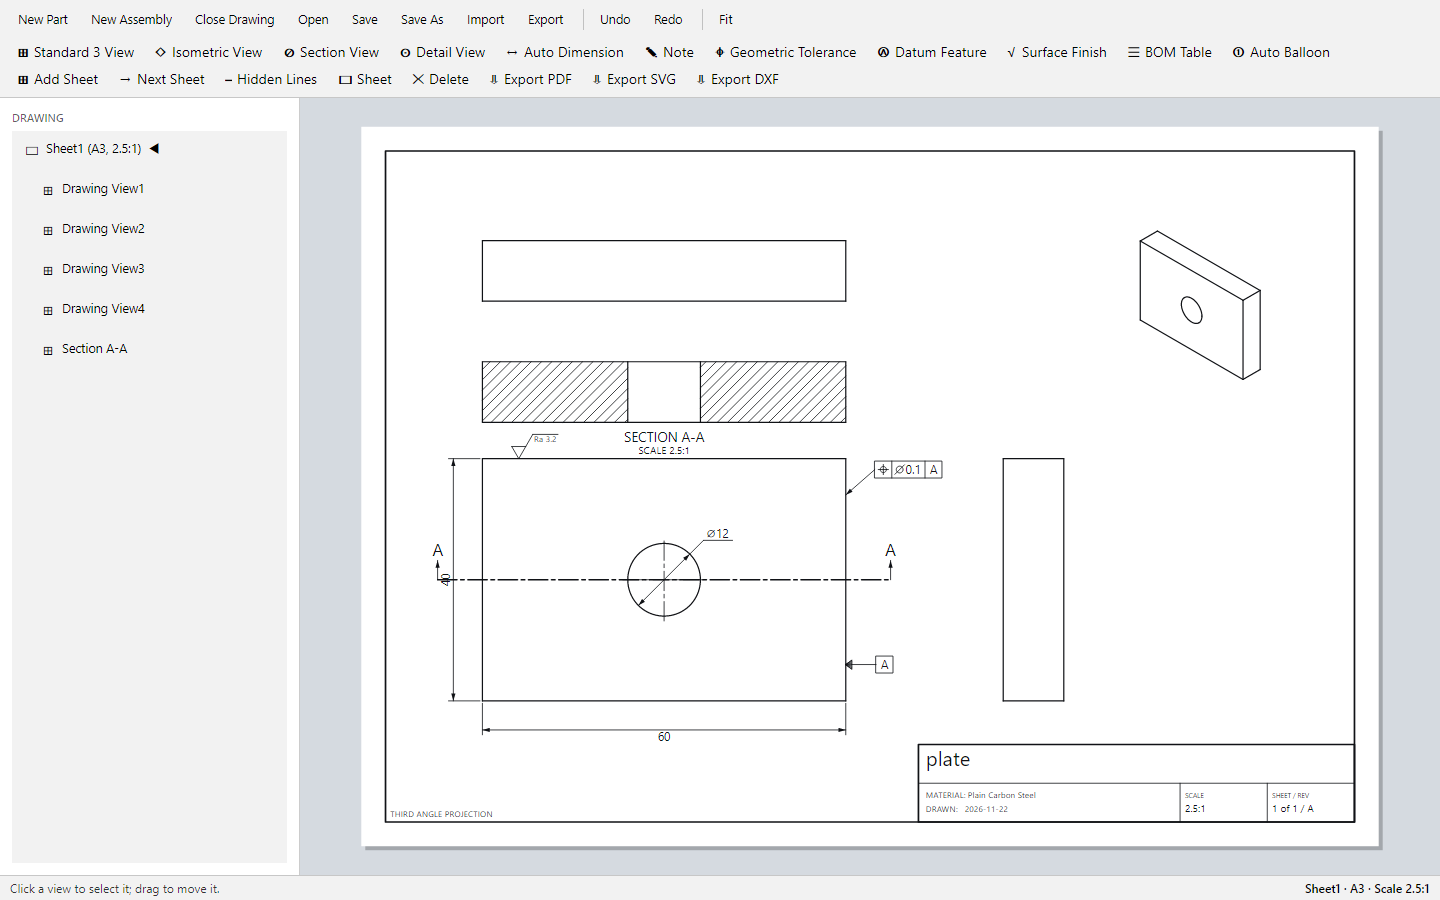 New Part New Assembly Close Drawing Open Save Save As Import Export Undo Redo Fit
Standard 3 View Isometric View Section View Detail View Auto Dimension Note Geometric Tolerance Datum Feature Surface Finish BOM Table Auto Balloon
Add Sheet Next Sheet Hidden Lines Sheet Delete Export PDF Export SVG Export DXF
DRAWING
Sheet1 (A3, 2.5:1)
Drawing View1
Drawing View2
Drawing View3
Drawing View4
Section A-A
Ra 3.2
SECTION A-A
SCALE 2.5:1
⌀0.1 A
⌀12
A
A
40
A
60
plate
MATERIAL: Plain Carbon Steel
DRAWN: 2026-11-22
SCALE
2.5:1
SHEET / REV
1 of 1 / A
THIRD ANGLE PROJECTION
Click a view to select it; drag to move it.
Sheet1 · A3 · Scale 2.5:1